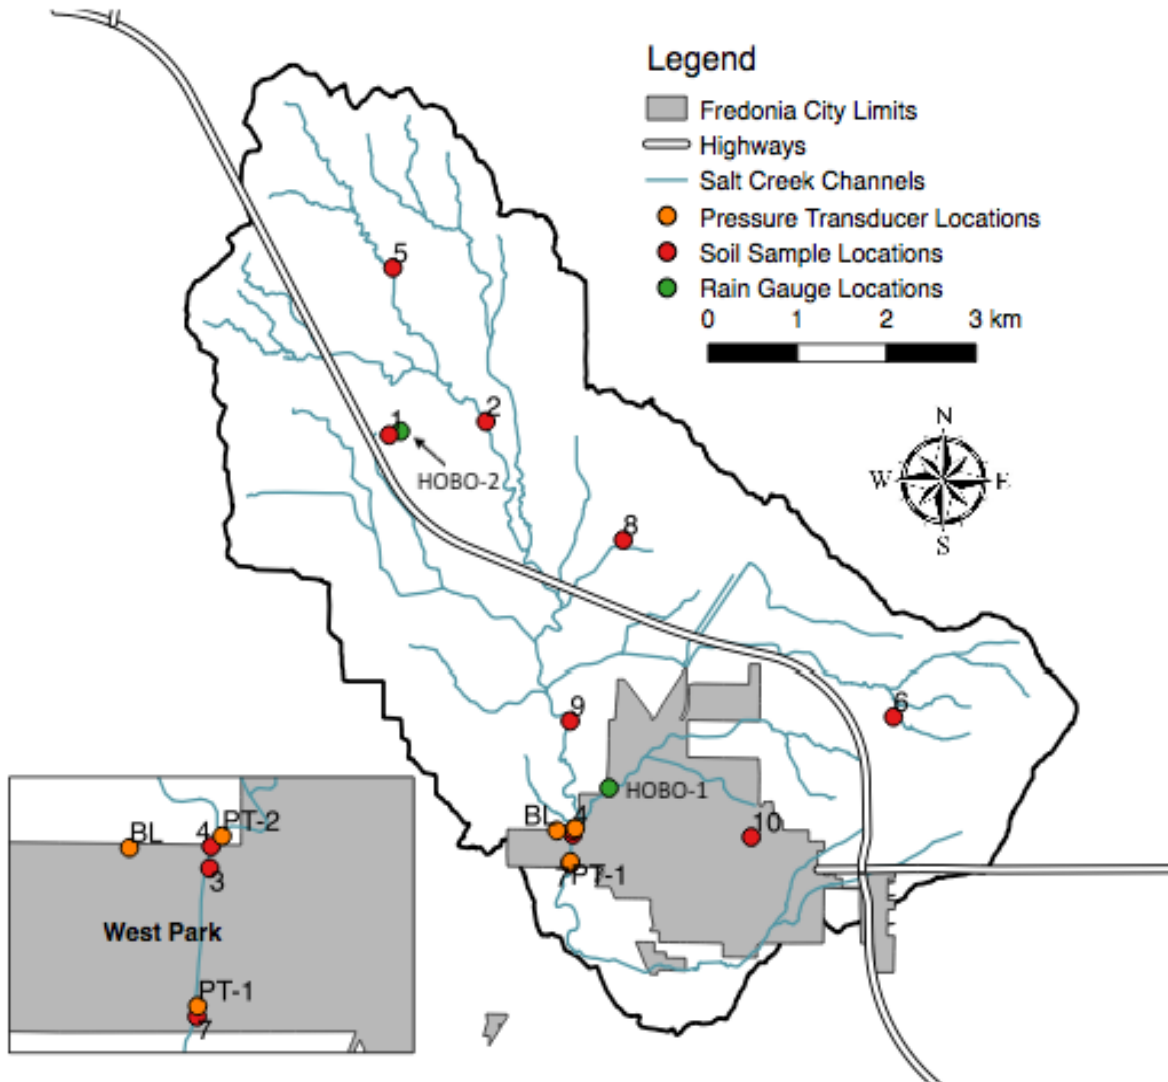 Legend
Fredonia City Limits
Highways
Salt Creek Channels
Pressure Transducer Locations
Soil Sample Locations
Rain Gauge Locations
0 1 2 3 km
5
2
1
HOBO-2
N
W E
S
8
6
9
HOBO-1
BL 4
10
7 PT-1
PT-2
BL 4
3
West Park
PT-1
7